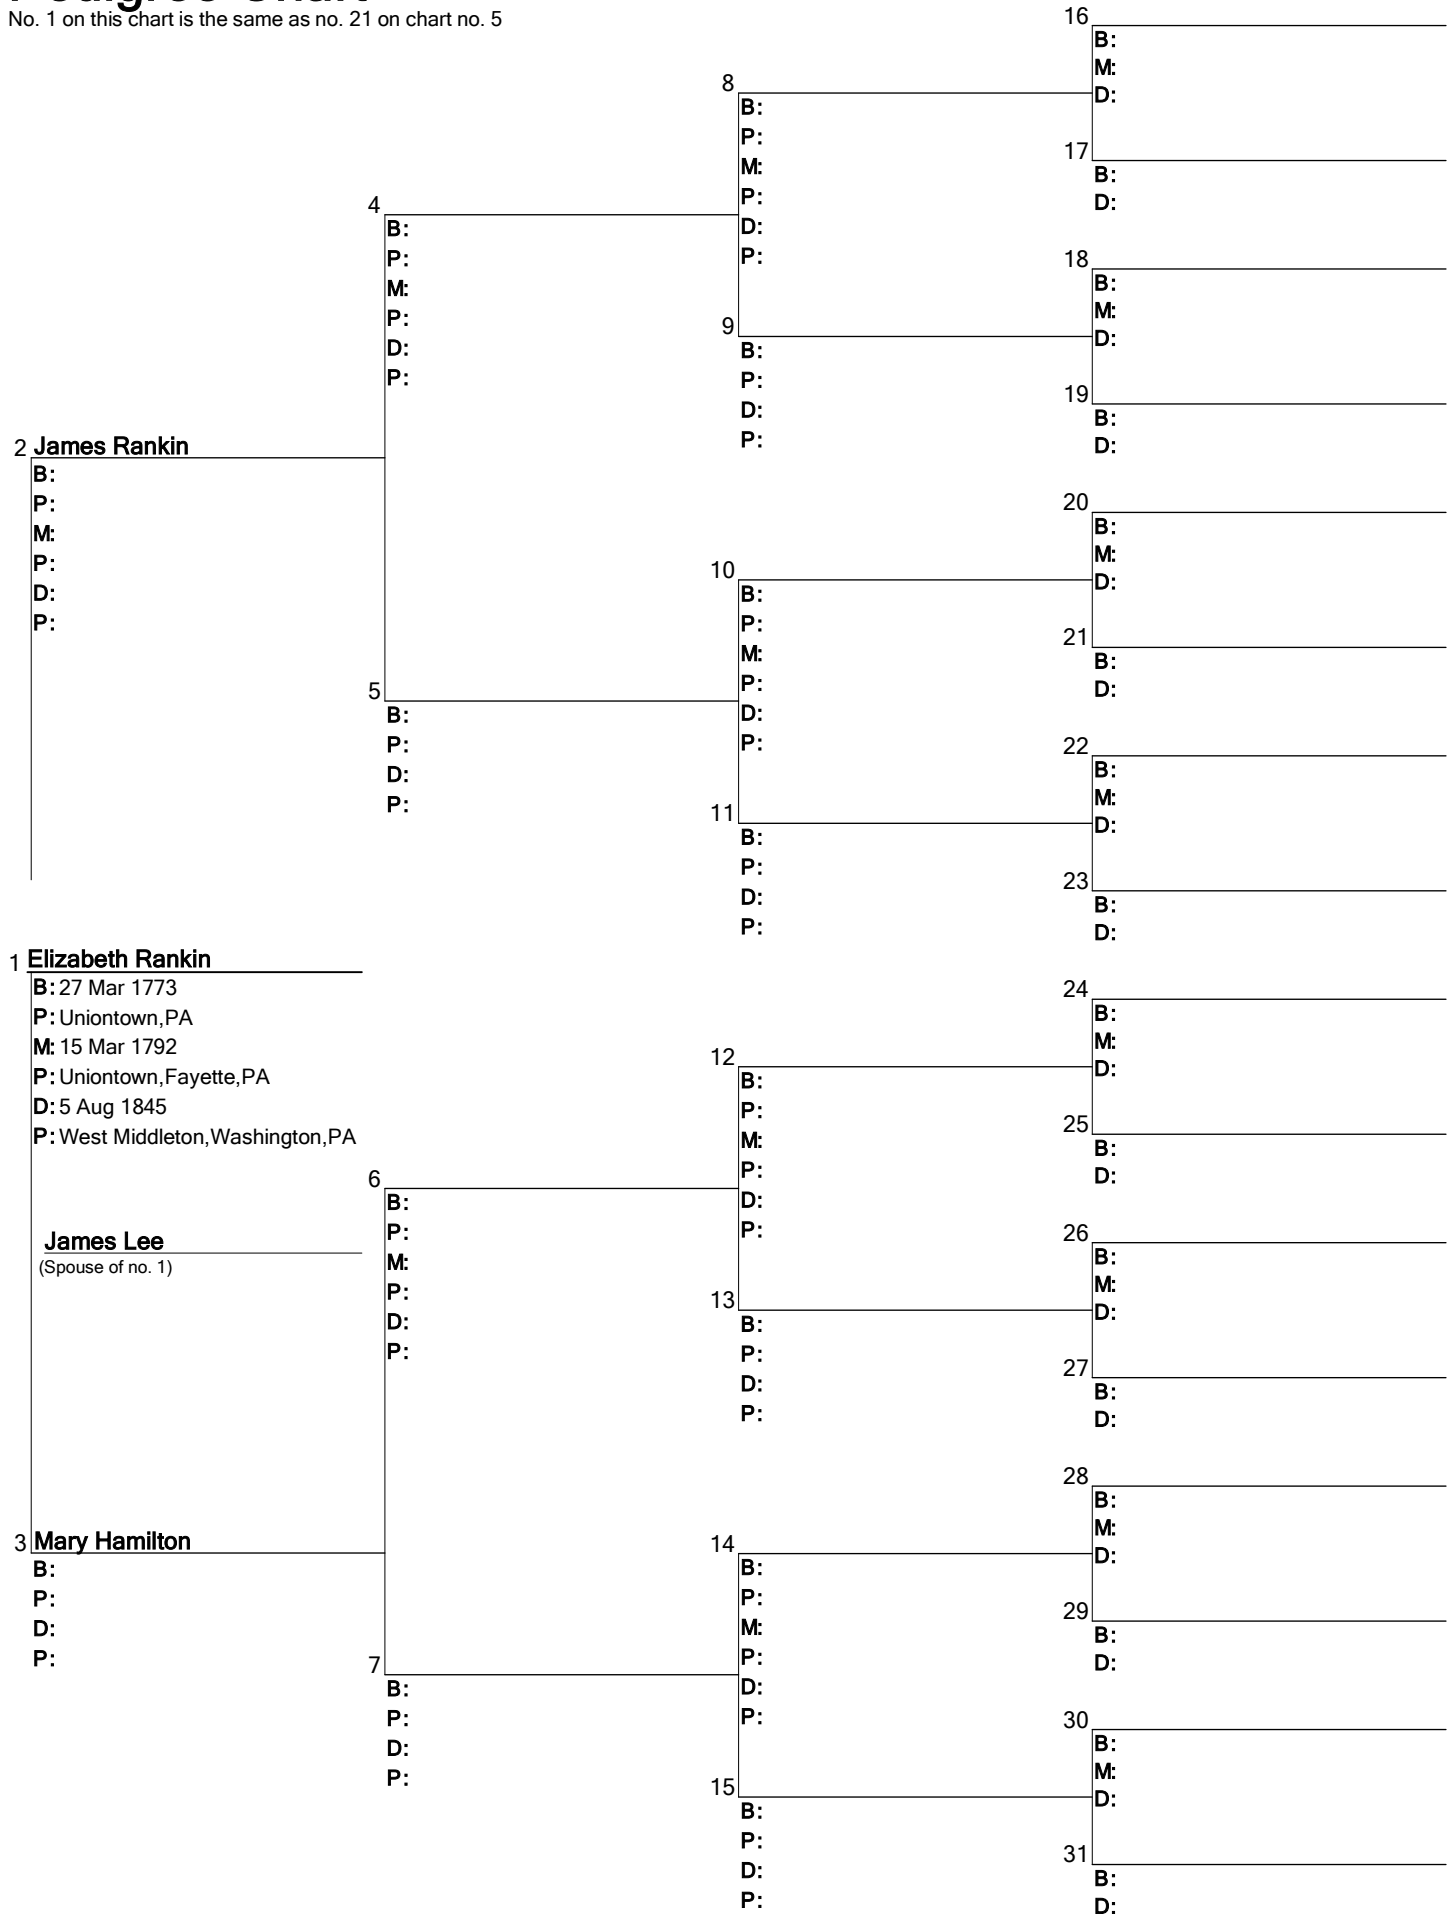 Pedigree Chart
No. 1 on this chart is the same as no. 21 on chart no. 5
2 James Rankin
B:
P:
M:
P:
D:
P:
1 Elizabeth Rankin
B: 27 Mar 1773
P: Uniontown,PA
M: 15 Mar 1792
P: Uniontown,Fayette,PA
D: 5 Aug 1845
P: West Middleton,Washington,PA
James Lee
(Spouse of no. 1)
3 Mary Hamilton
B:
P:
D:
P:
4
B:
P:
M:
P:
D:
P:
5
B:
P:
D:
P:
6
B:
P:
M:
P:
D:
P:
7
B:
P:
D:
P:
8
B:
P:
M:
P:
D:
P:
9
B:
P:
D:
P:
10
B:
P:
M:
P:
D:
P:
11
B:
P:
D:
P:
12
B:
P:
M:
P:
D:
P:
13
B:
P:
D:
P:
14
B:
P:
M:
P:
D:
P:
15
B:
P:
D:
P:
16
B:
M:
D:
17
B:
D:
18
B:
M:
D:
19
B:
D:
20
B:
M:
D:
21
B:
D:
22
B:
M:
D:
23
B:
D:
24
B:
M:
D:
25
B:
D:
26
B:
M:
D:
27
B:
D:
28
B:
M:
D:
29
B:
D:
30
B:
M:
D:
31
B:
D: